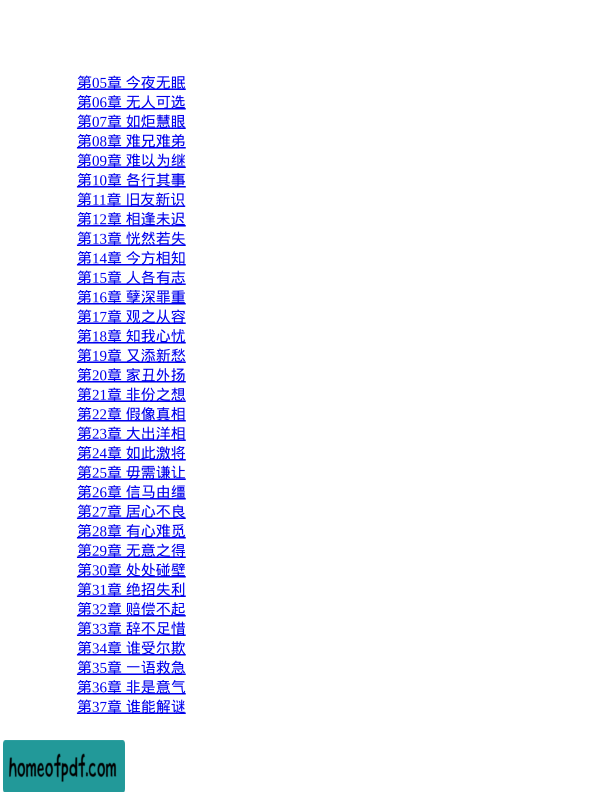 第05章 今夜无眠
第06章 无人可选
第07章 如炬慧眼
第08章 难兄难弟
第09章 难以为继
第10章 各行其事
第11章 旧友新识
第12章 相逢未迟
第13章 恍然若失
第14章 今方相知
第15章 人各有志
第16章 孽深罪重
第17章 观之从容
第18章 知我心忧
第19章 又添新愁
第20章 家丑外扬
第21章 非份之想
第22章 假像真相
第23章 大出洋相
第24章 如此激将
第25章 毋需谦让
第26章 信马由缰
第27章 居心不良
第28章 有心难觅
第29章 无意之得
第30章 处处碰壁
第31章 绝招失利
第32章 赔偿不起
第33章 辞不足惜
第34章 谁受尔欺
第35章 一语救急
第36章 非是意气
第37章 谁能解谜
homeofpdf.com